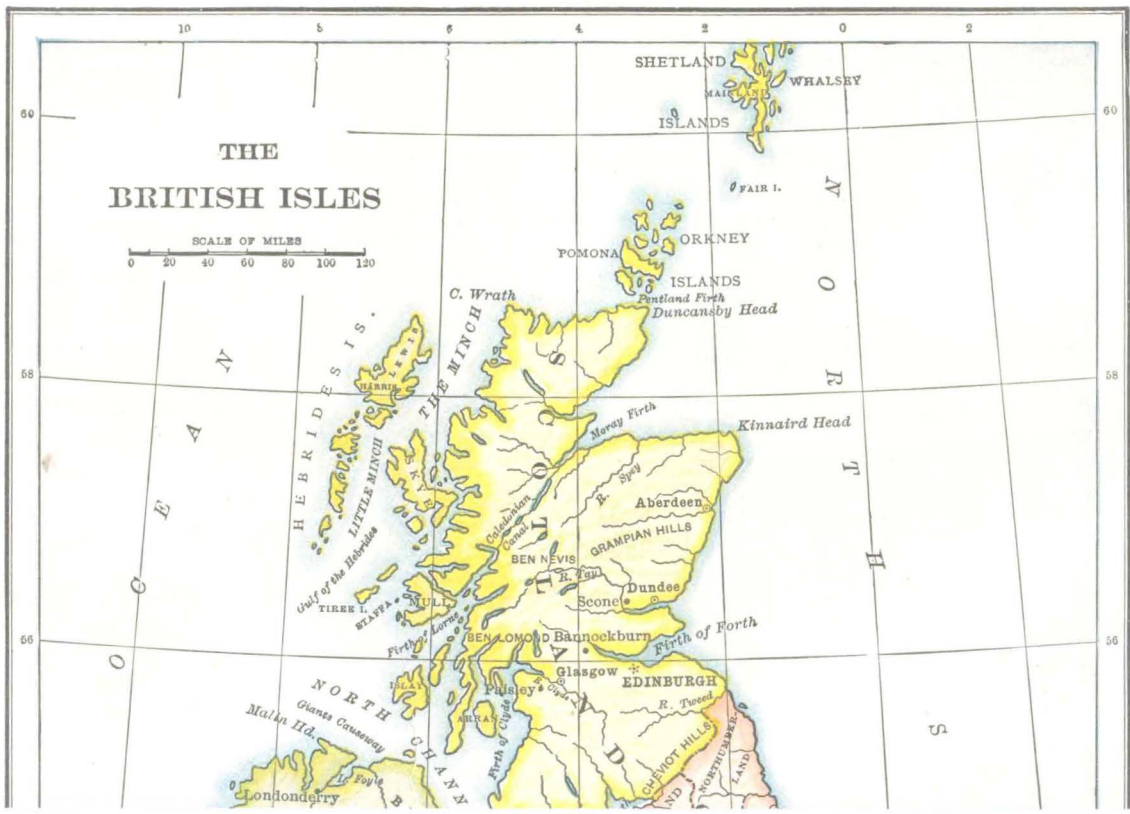 10 8 6 4 2 0 2
SHETLAND
WHALSEY
MAINLAND
60
60
ISLANDS
THE
BRITISH ISLES
FAIR I.
SCALE OF MILES
0 20 40 60 80 100 120
ORKNEY
POMONA
ISLANDS
C. Wrath
Pentland Firth
Duncansby Head
HEBRIDES IS.
LEWIS
HARRIS
THE MINCH
58
58
Moray Firth
Kinnaird Head
LITTLE MINCH
SKYE
R. Spey
Aberdeen
Caledonian
Canal
GRAMPIAN HILLS
Gulf of the Hebrides
BEN NEVIS
R. Tay
Dundee
Scone
TIREE I.
STAFFA
MULL
Firth of Lorne
BEN LOMOND
Bannockburn
Firth of Forth
56
56
Glasgow
EDINBURGH
ISLAY
Paisley
R. Clyde
R. Tweed
ARRAN
Firth of Clyde
SCOTLAND
NORTH CHANN
Giants Causeway
Malin Hd.
L. Foyle
Londonderry
CHEVIOT HILLS
NORTHUMBER-
LAND
AND
OCEAN
NORTH
S